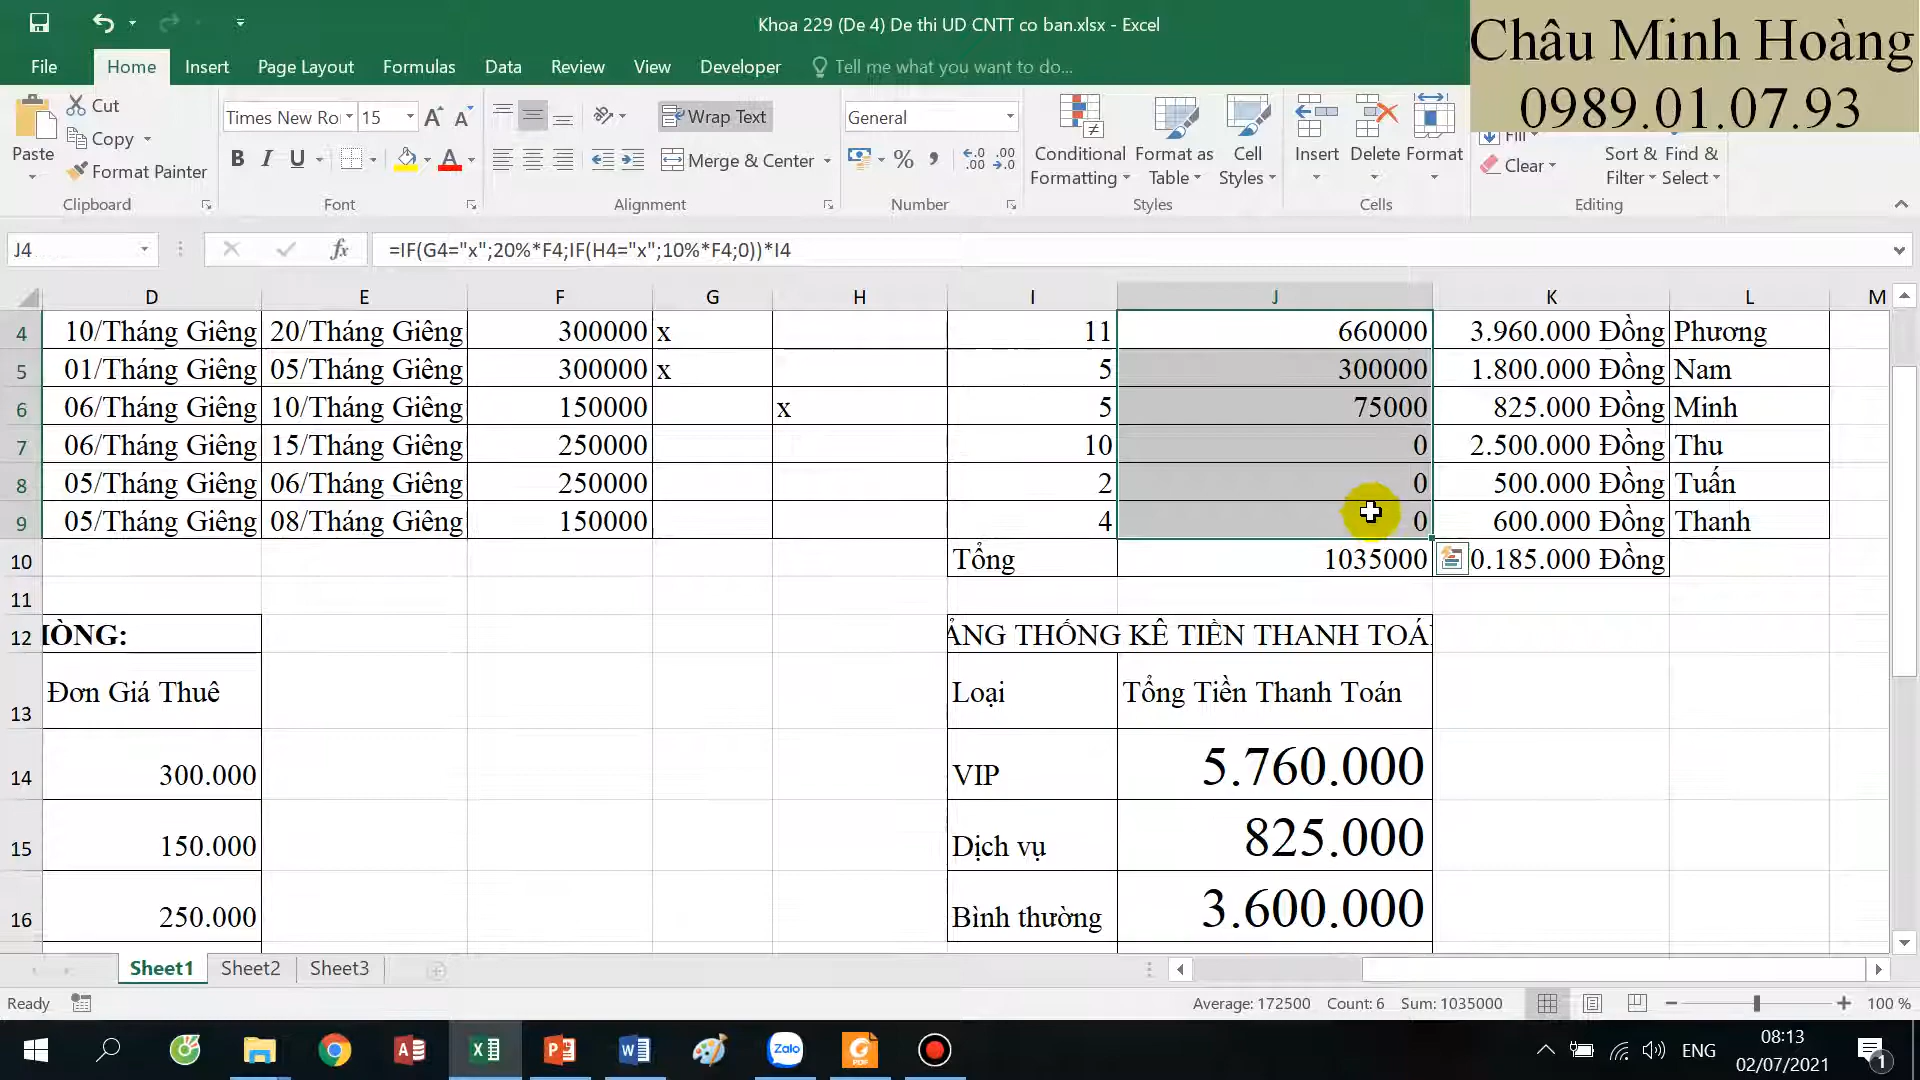 Khoa 229 (De 4) De thi UD CNTT co ban.xlsx - Excel
Châu Minh Hoàng
0989.01.07.93
File Home Insert Page Layout Formulas Data Review View Developer Tell me what you want to do...
Paste
Cut
Copy
Format Painter
Clipboard
Times New Ro 15
B I U
Font
Wrap Text
Merge & Center
Alignment
General
%
Number
Conditional Formatting
Format as Table
Cell Styles
Styles
Insert
Delete
Format
Cells
Fill
Clear
Sort & Filter
Find & Select
Editing
J4
fx
=IF(G4="x";20%*F4;IF(H4="x";10%*F4;0))*I4
D E F G H I J K L M
4 10/Tháng Giêng 20/Tháng Giêng 300000 x 11 660000 3.960.000 Đồng Phương
5 01/Tháng Giêng 05/Tháng Giêng 300000 x 5 300000 1.800.000 Đồng Nam
6 06/Tháng Giêng 10/Tháng Giêng 150000 x 5 75000 825.000 Đồng Minh
7 06/Tháng Giêng 15/Tháng Giêng 250000 10 0 2.500.000 Đồng Thu
8 05/Tháng Giêng 06/Tháng Giêng 250000 2 0 500.000 Đồng Tuấn
9 05/Tháng Giêng 08/Tháng Giêng 150000 4 0 600.000 Đồng Thanh
10 Tổng 1035000 0.185.000 Đồng
11
12 HÒNG: ẢNG THỐNG KÊ TIỀN THANH TOÁN
13 Đơn Giá Thuê Loại Tổng Tiền Thanh Toán
14 300.000 VIP 5.760.000
15 150.000 Dịch vụ 825.000
16 250.000 Bình thường 3.600.000
Sheet1 Sheet2 Sheet3
Ready Average: 172500 Count: 6 Sum: 1035000 100 %
Zalo
PDF
ENG
08:13
02/07/2021
1